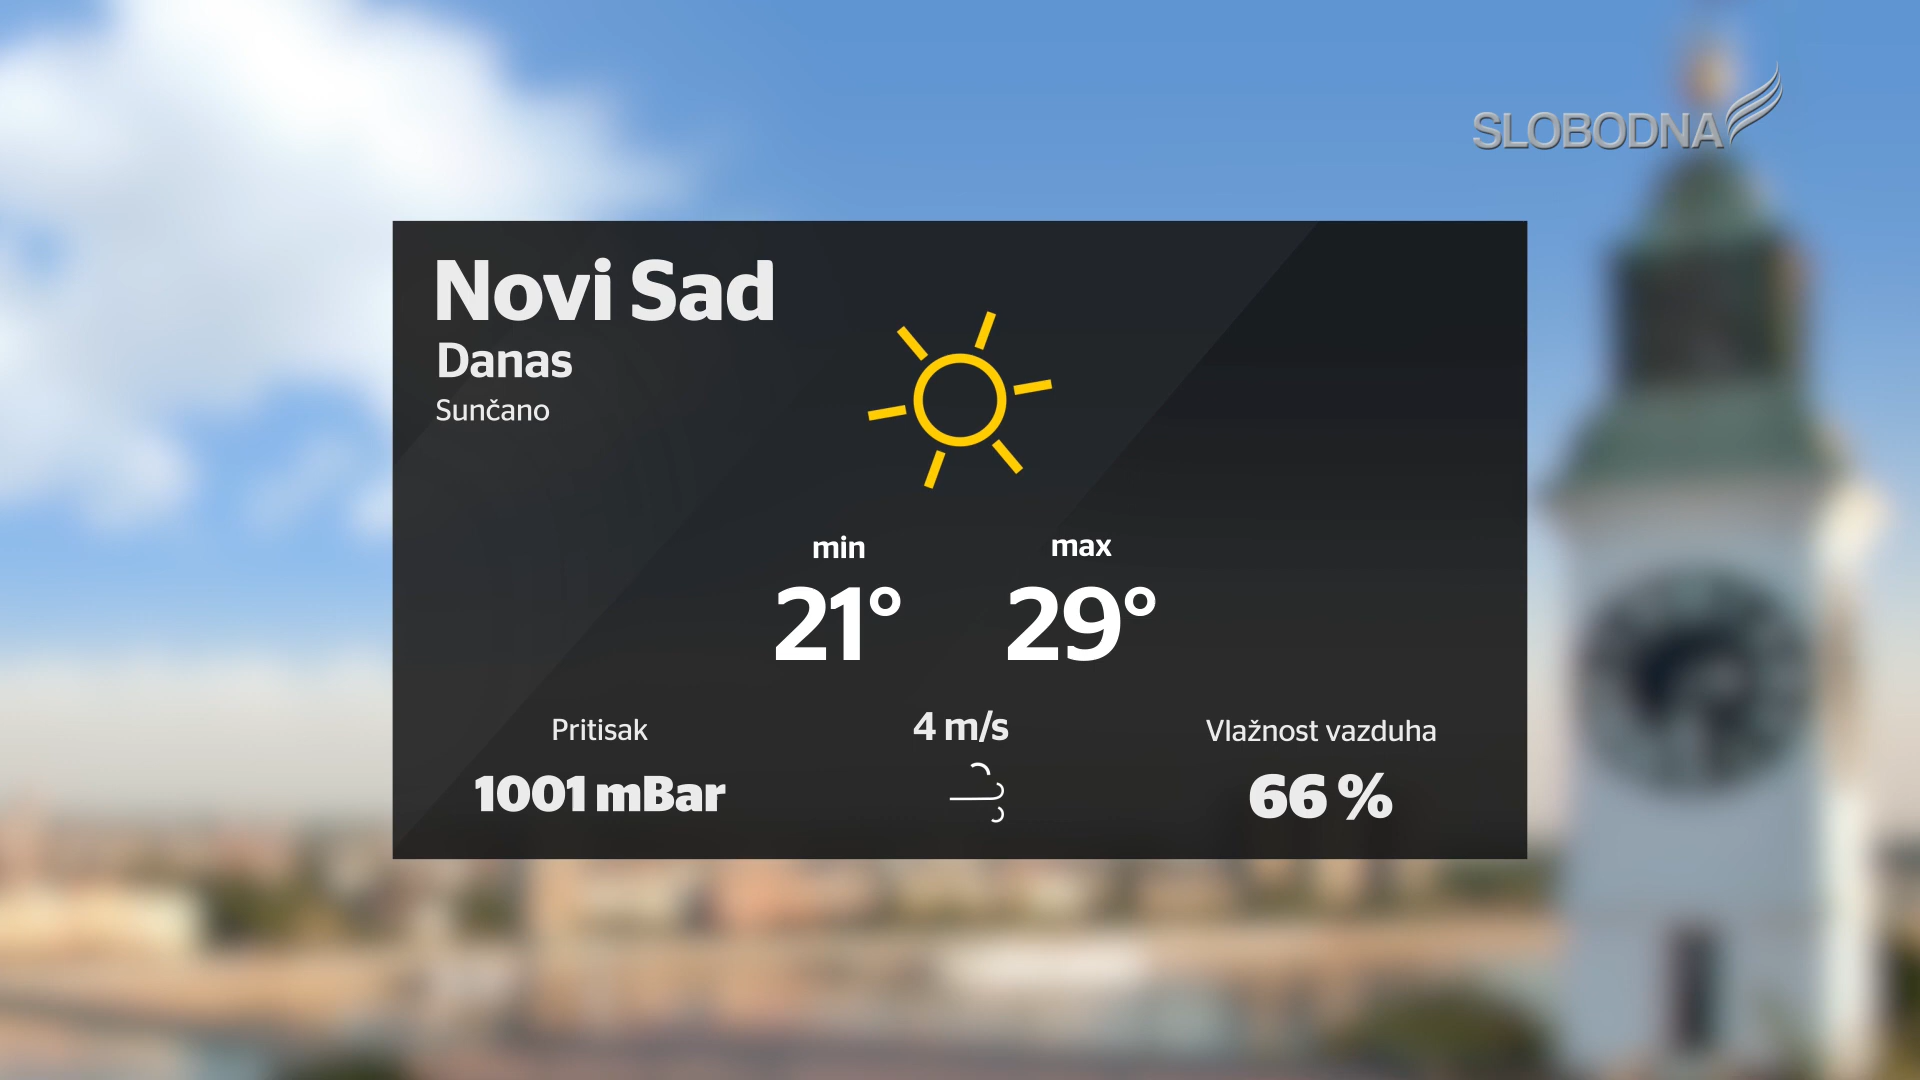 SLOBODNA
Novi Sad
Danas
Sunčano
min max
21° 29°
Pritisak 4 m/s Vlažnost vazduha
1001 mBar 66 %